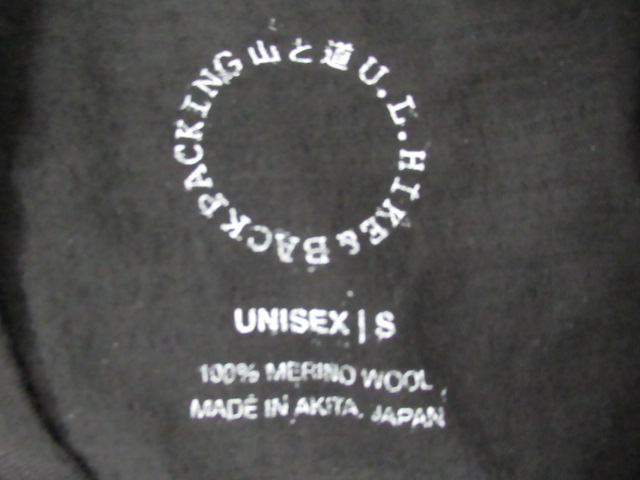 山と道 U.L. HIKE & BACKPACKING
UNISEX | S
100% MERINO WOOL
MADE IN AKITA, JAPAN